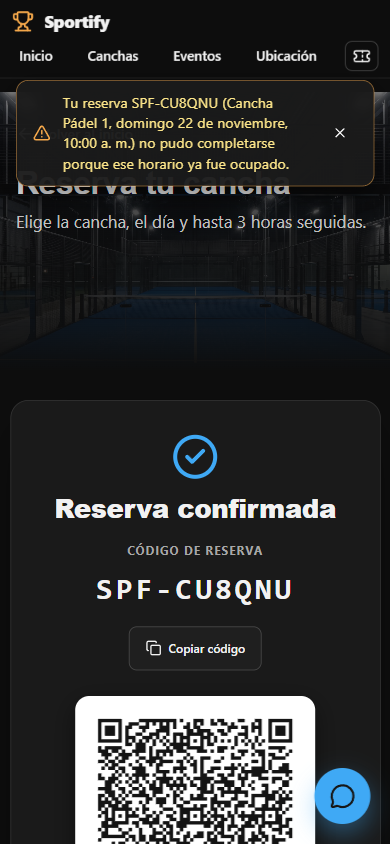 Sportify
Inicio
Canchas
Eventos
Ubicación
Tu reserva SPF-CU8QNU (Cancha
Pádel 1, domingo 22 de noviembre,
10:00 a. m.) no pudo completarse
porque ese horario ya fue ocupado.
Reserva tu cancha
Elige la cancha, el día y hasta 3 horas seguidas.
Reserva confirmada
CÓDIGO DE RESERVA
SPF-CU8QNU
Copiar código